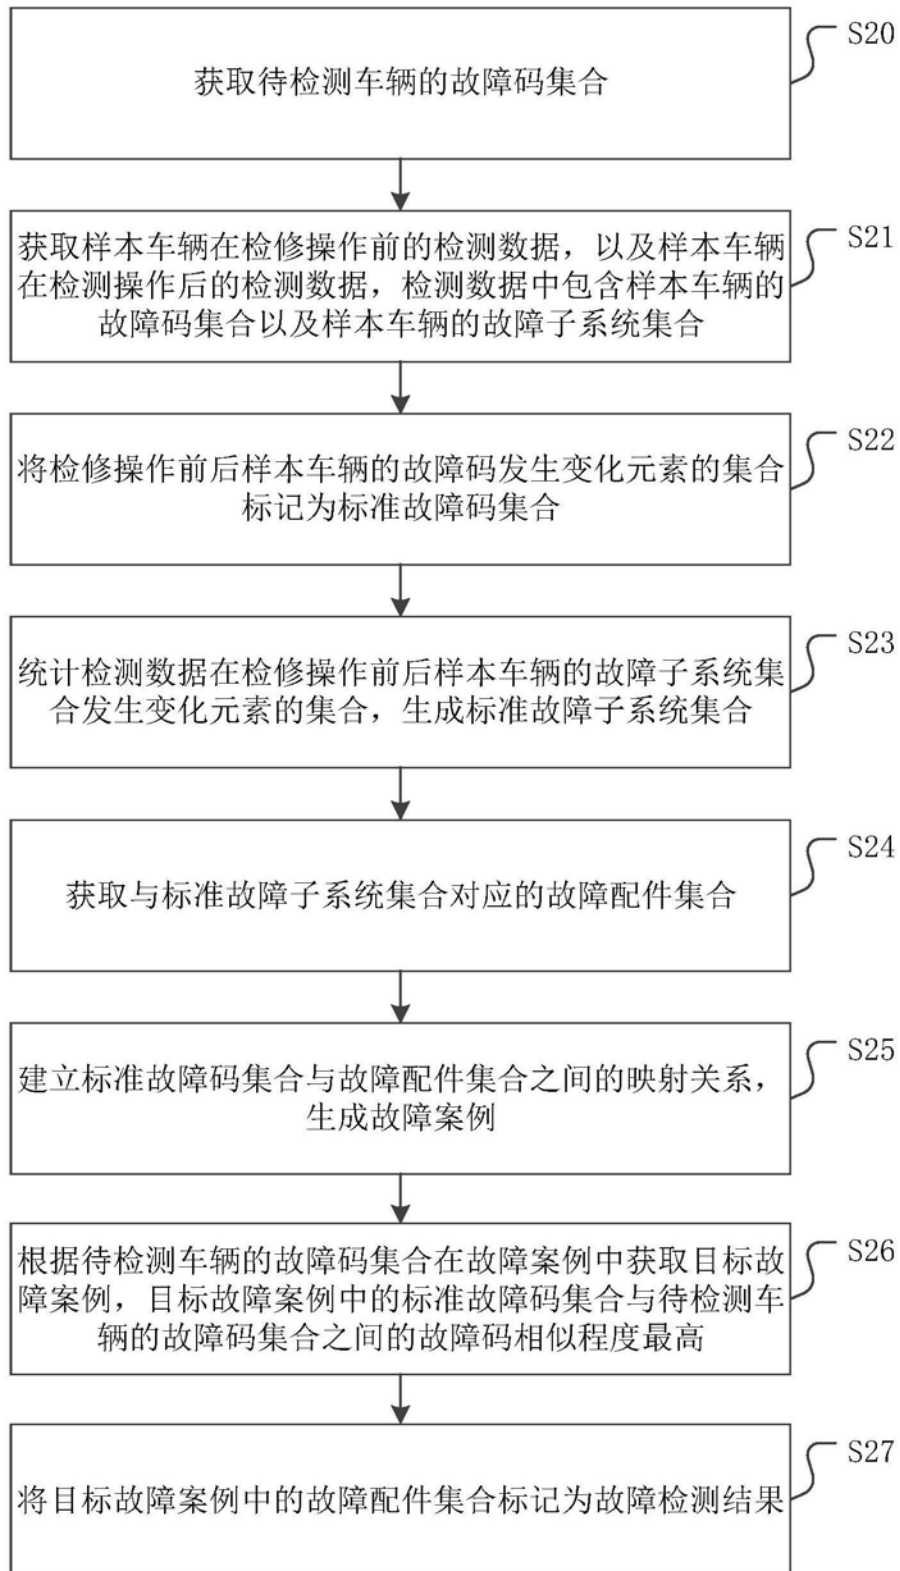 获取待检测车辆的故障码集合
S20
获取样本车辆在检修操作前的检测数据，以及样本车辆
在检测操作后的检测数据，检测数据中包含样本车辆的
故障码集合以及样本车辆的故障子系统集合
S21
将检修操作前后样本车辆的故障码发生变化元素的集合
标记为标准故障码集合
S22
统计检测数据在检修操作前后样本车辆的故障子系统集
合发生变化元素的集合，生成标准故障子系统集合
S23
获取与标准故障子系统集合对应的故障配件集合
S24
建立标准故障码集合与故障配件集合之间的映射关系，
生成故障案例
S25
根据待检测车辆的故障码集合在故障案例中获取目标故
障案例，目标故障案例中的标准故障码集合与待检测车
辆的故障码集合之间的故障码相似程度最高
S26
将目标故障案例中的故障配件集合标记为故障检测结果
S27